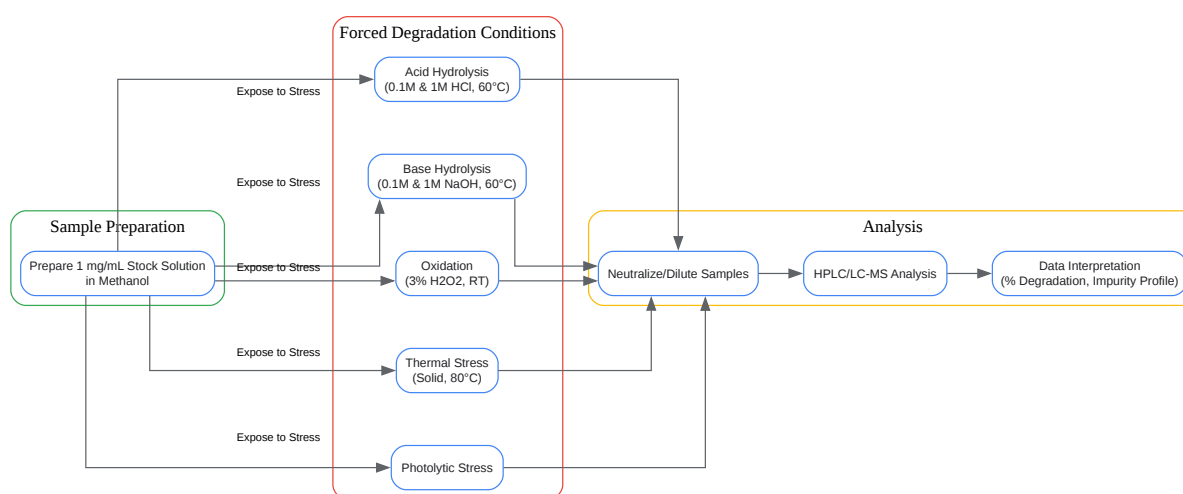 Forced Degradation Conditions
Acid Hydrolysis
(0.1M & 1M HCl, 60°C)
Expose to Stress
Base Hydrolysis
(0.1M & 1M NaOH, 60°C)
Expose to Stress
Sample Preparation
Prepare 1 mg/mL Stock Solution
in Methanol
Expose to Stress
Oxidation
(3% H2O2, RT)
Expose to Stress
Thermal Stress
(Solid, 80°C)
Expose to Stress
Photolytic Stress
Analysis
Neutralize/Dilute Samples
HPLC/LC-MS Analysis
Data Interpretation
(% Degradation, Impurity Profile)